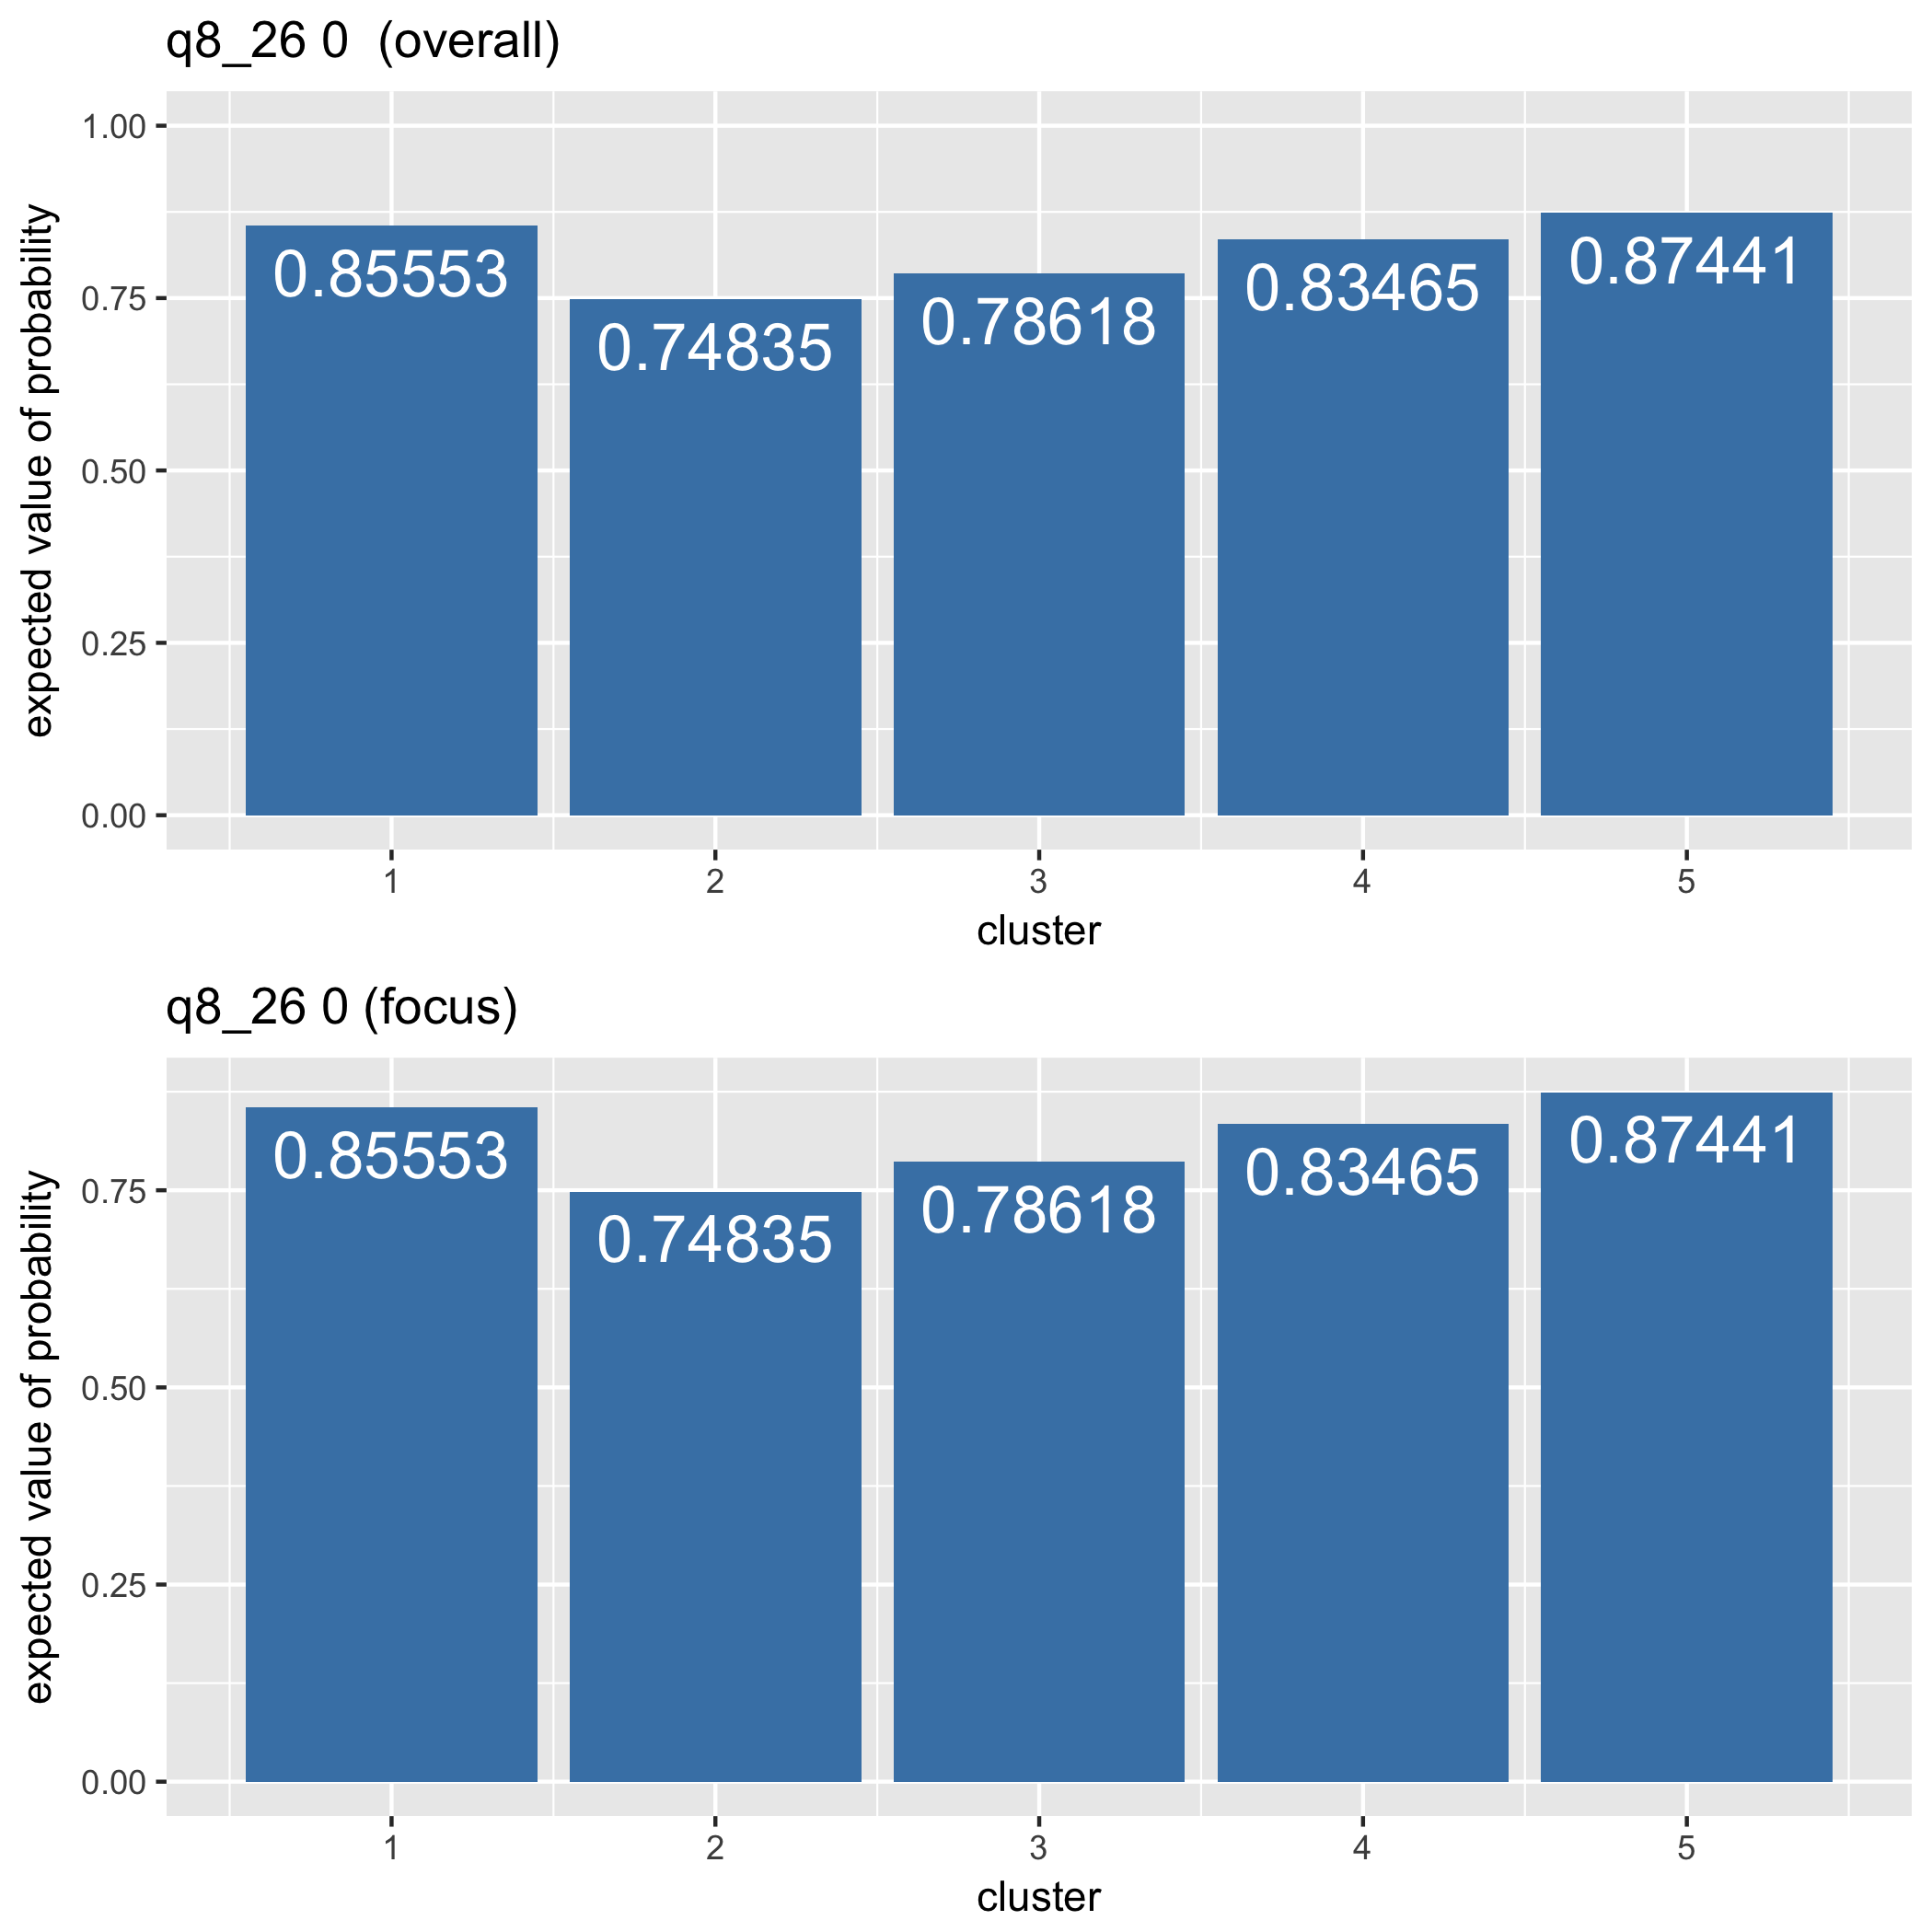 q8_26 0  (overall)
expected value of probability
1.00
0.75
0.50
0.25
0.00
0.85553
0.74835
0.78618
0.83465
0.87441
1 2 3 4 5
cluster
q8_26 0 (focus)
expected value of probability
0.75
0.50
0.25
0.00
0.85553
0.74835
0.78618
0.83465
0.87441
1 2 3 4 5
cluster